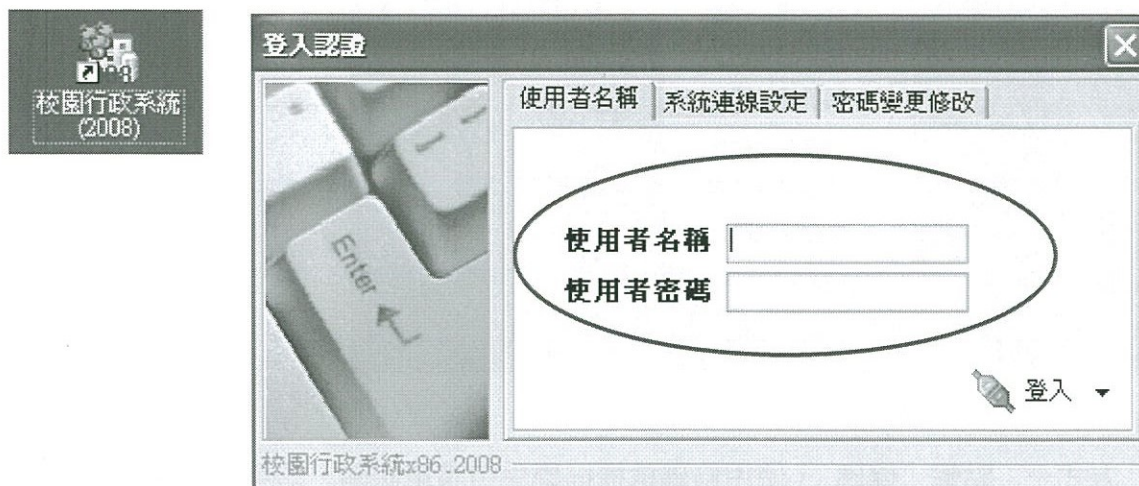 校園行政系統
(2008)
登入認證
使用者名稱 系統連線設定 密碼變更修改
Enter
使用者名稱
使用者密碼
登入
校園行政系統x86.2008